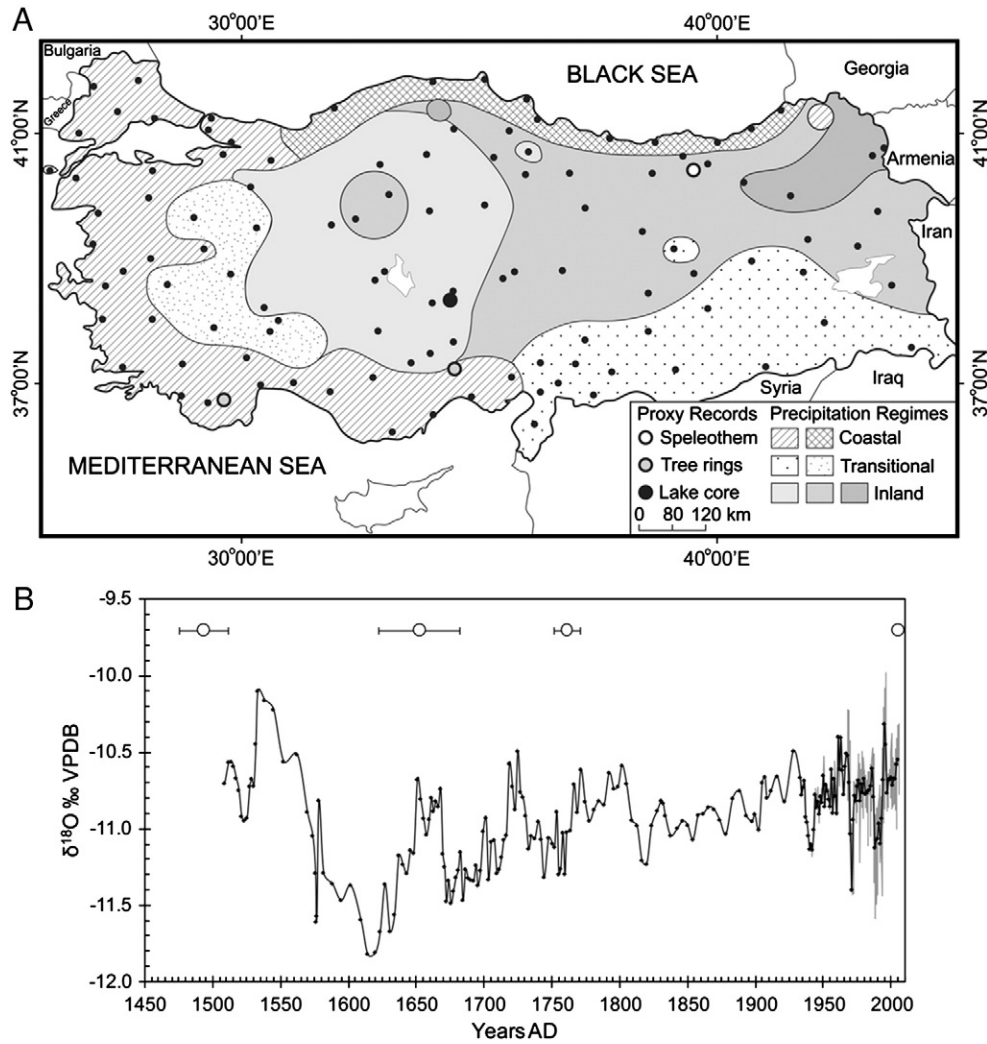 A
30°00'E 40°00'E
Bulgaria
BLACK SEA
Georgia
Greece
41°00'N 41°00'N
Armenia
Iran
37°00'N 37°00'N
Syria
Iraq
MEDITERRANEAN SEA
Proxy Records Precipitation Regimes
Speleothem Coastal
Tree rings Transitional
Lake core Inland
0 80 120 km
30°00'E 40°00'E
B
-9.5
-10.0
-10.5
-11.0
-11.5
-12.0
δ18O ‰ VPDB
1450 1500 1550 1600 1650 1700 1750 1800 1850 1900 1950 2000
Years AD